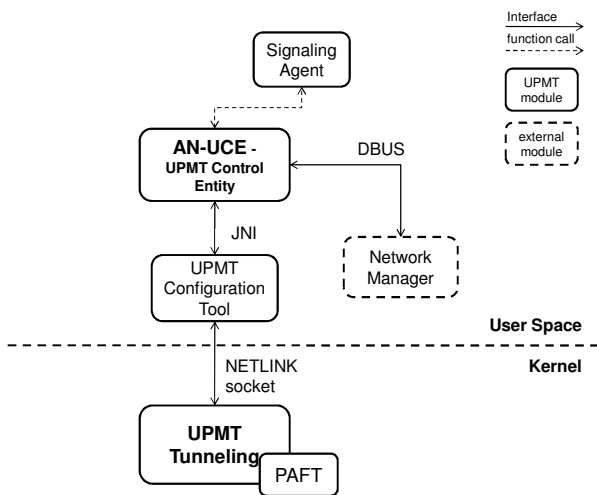 Interface
function call
UPMT
module
external
module
Signaling
Agent
AN-UCE -
UPMT Control
Entity
DBUS
JNI
UPMT
Configuration
Tool
Network
Manager
User Space
Kernel
NETLINK
socket
UPMT
Tunneling
PAFT